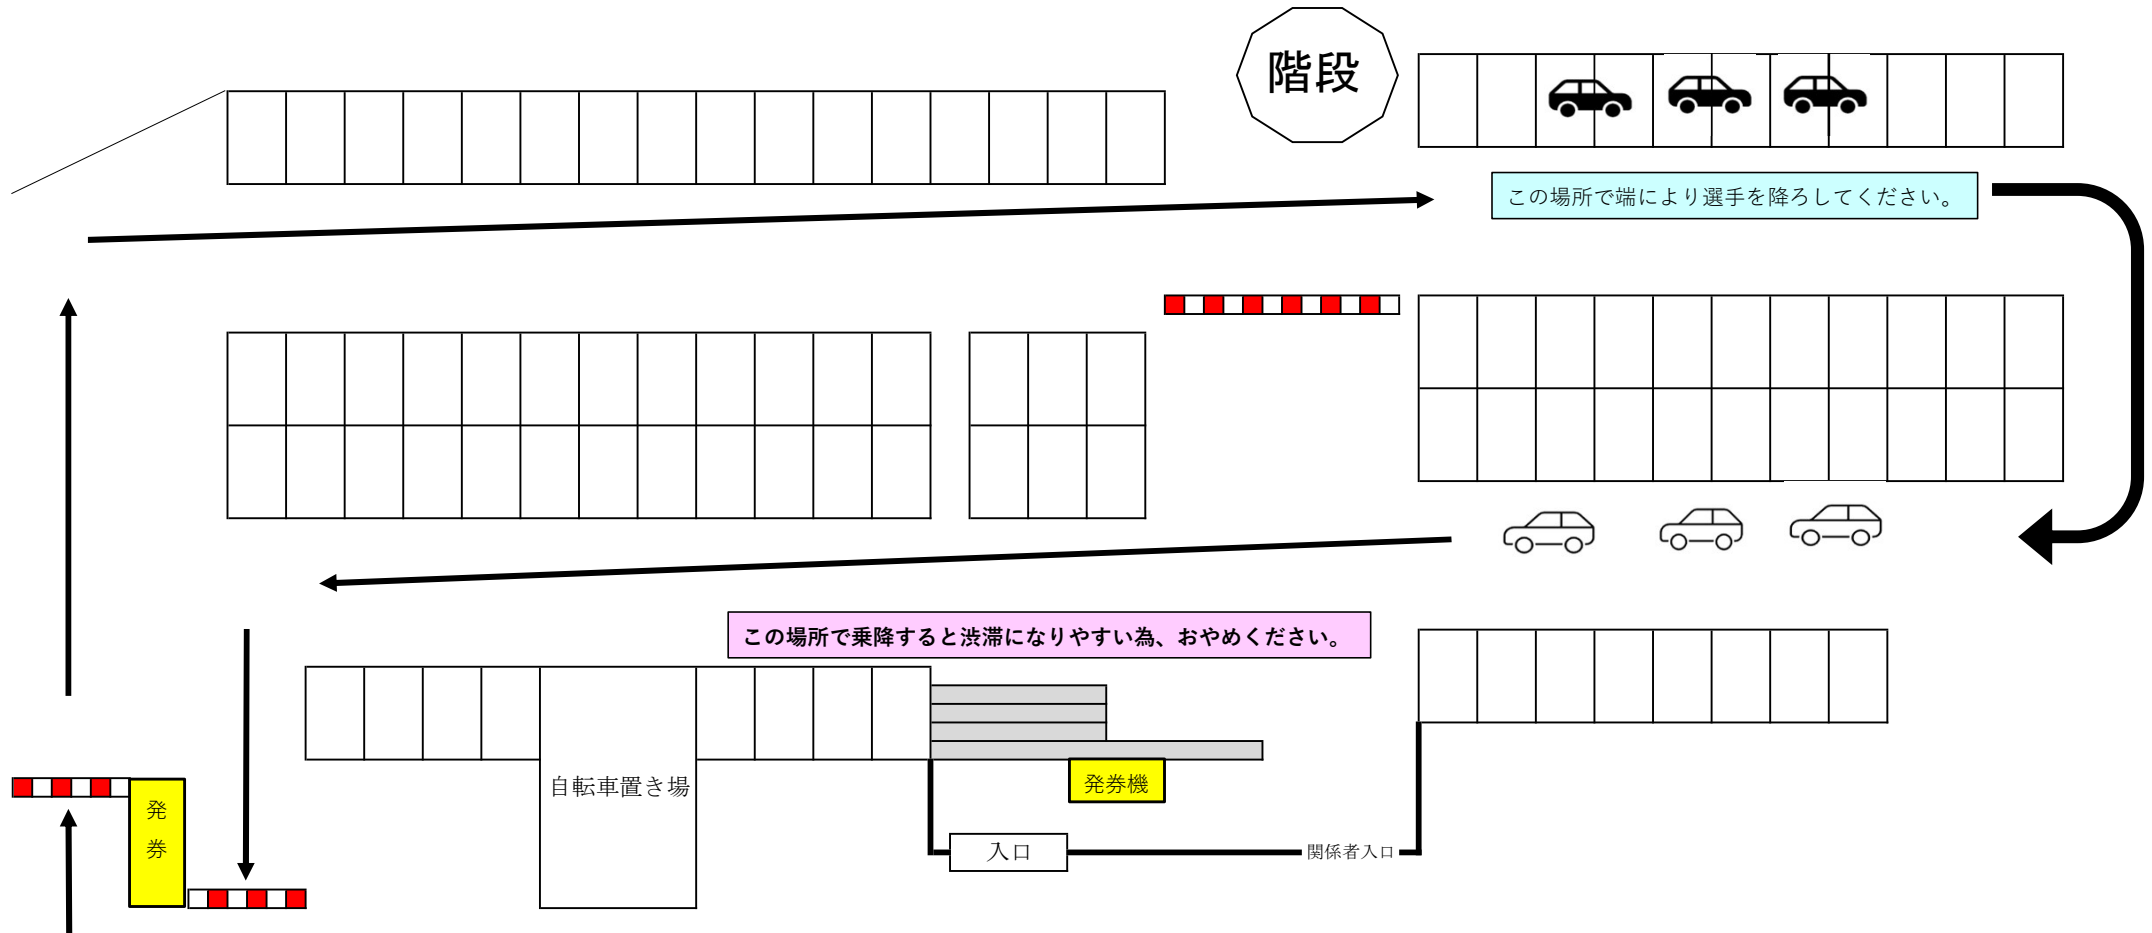 階段
この場所で端により選手を降ろしてください。
この場所で乗降すると渋滞になりやすい為、おやめください。
自転車置き場
発券機
発
券
入口
関係者入口